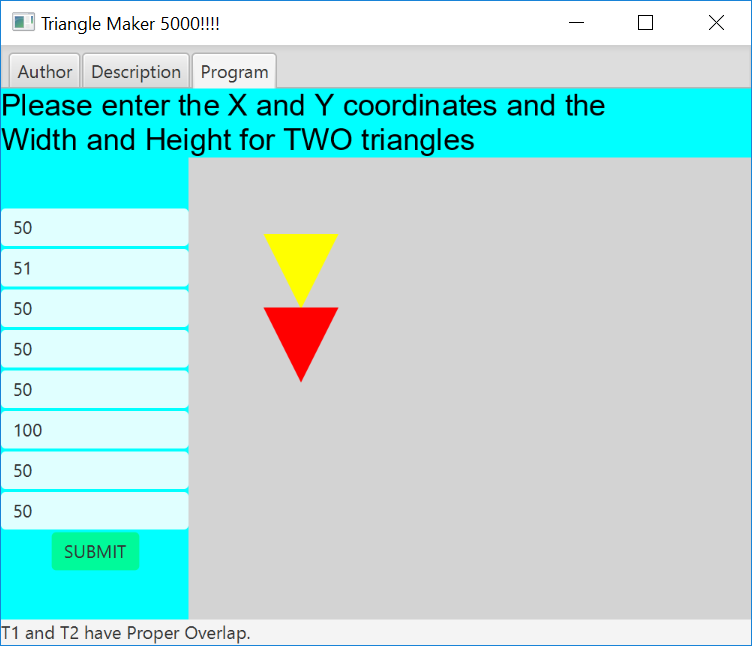 Triangle Maker 5000!!!!
Author Description Program
Please enter the X and Y coordinates and the
Width and Height for TWO triangles
50
51
50
50
50
100
50
50
SUBMIT
T1 and T2 have Proper Overlap.